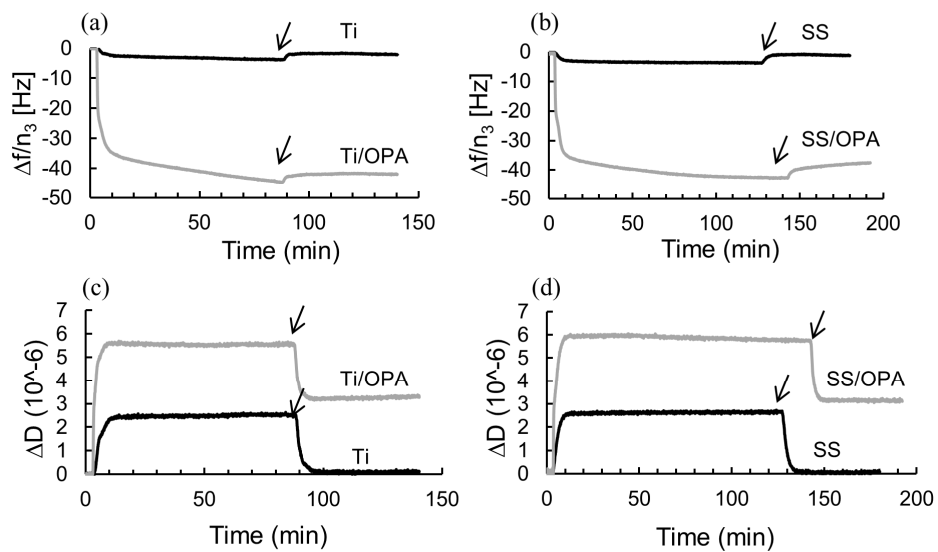 (a)
Ti
Ti/OPA
0
-10
-20
-30
-40
-50
Δf/n3 [Hz]
0
50
100
150
Time (min)
(b)
SS
SS/OPA
0
-10
-20
-30
-40
-50
Δf/n3 [Hz]
0
50
100
150
200
Time (min)
(c)
7
6
5
4
3
2
1
0
ΔD (10^-6)
Ti/OPA
Ti
0
50
100
150
Time (min)
(d)
7
6
5
4
3
2
1
0
ΔD (10^-6)
SS/OPA
SS
0
50
100
150
200
Time (min)